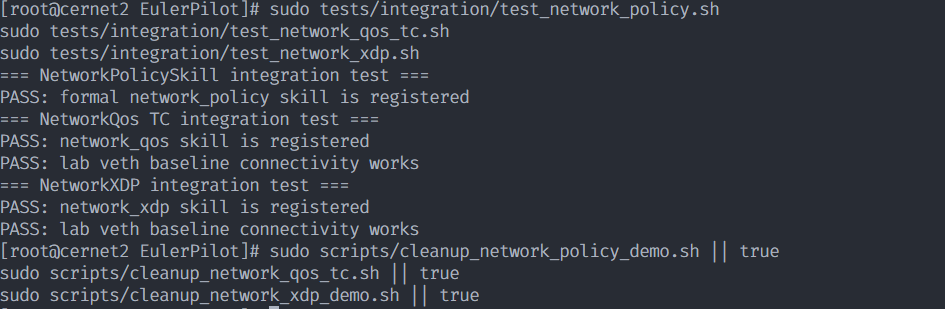 [root@cernet2 EulerPilot]# sudo tests/integration/test_network_policy.sh
sudo tests/integration/test_network_qos_tc.sh
sudo tests/integration/test_network_xdp.sh
=== NetworkPolicySkill integration test ===
PASS: formal network_policy skill is registered
=== NetworkQos TC integration test ===
PASS: network_qos skill is registered
PASS: lab veth baseline connectivity works
=== NetworkXDP integration test ===
PASS: network_xdp skill is registered
PASS: lab veth baseline connectivity works
[root@cernet2 EulerPilot]# sudo scripts/cleanup_network_policy_demo.sh || true
sudo scripts/cleanup_network_qos_tc.sh || true
sudo scripts/cleanup_network_xdp_demo.sh || true